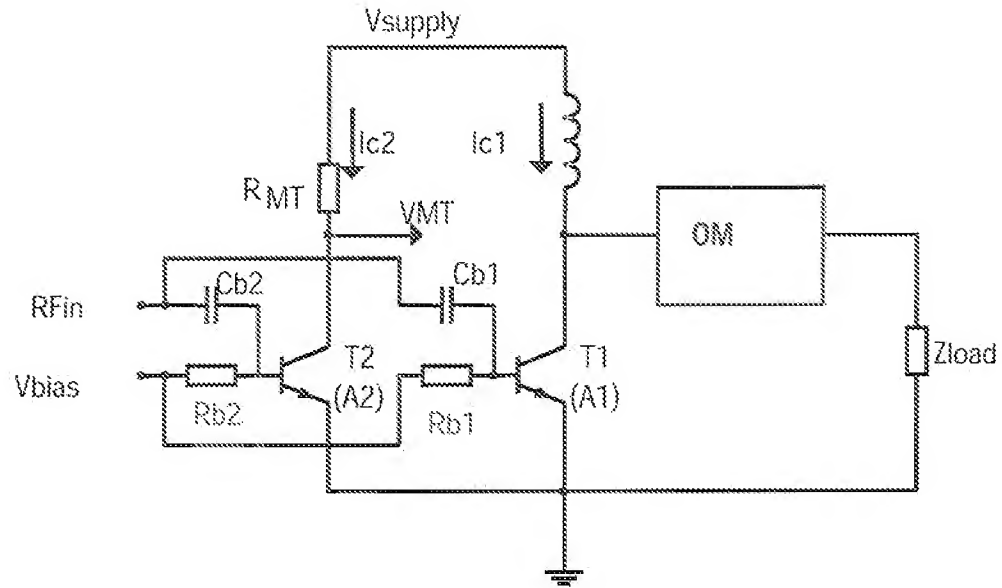 Vsupply
Ic2
Ic1
RMT
VMT
OM
Cb2
Cb1
RFin
T2
T1
Zload
Vbias
(A2)
(A1)
Rb2
Rb1